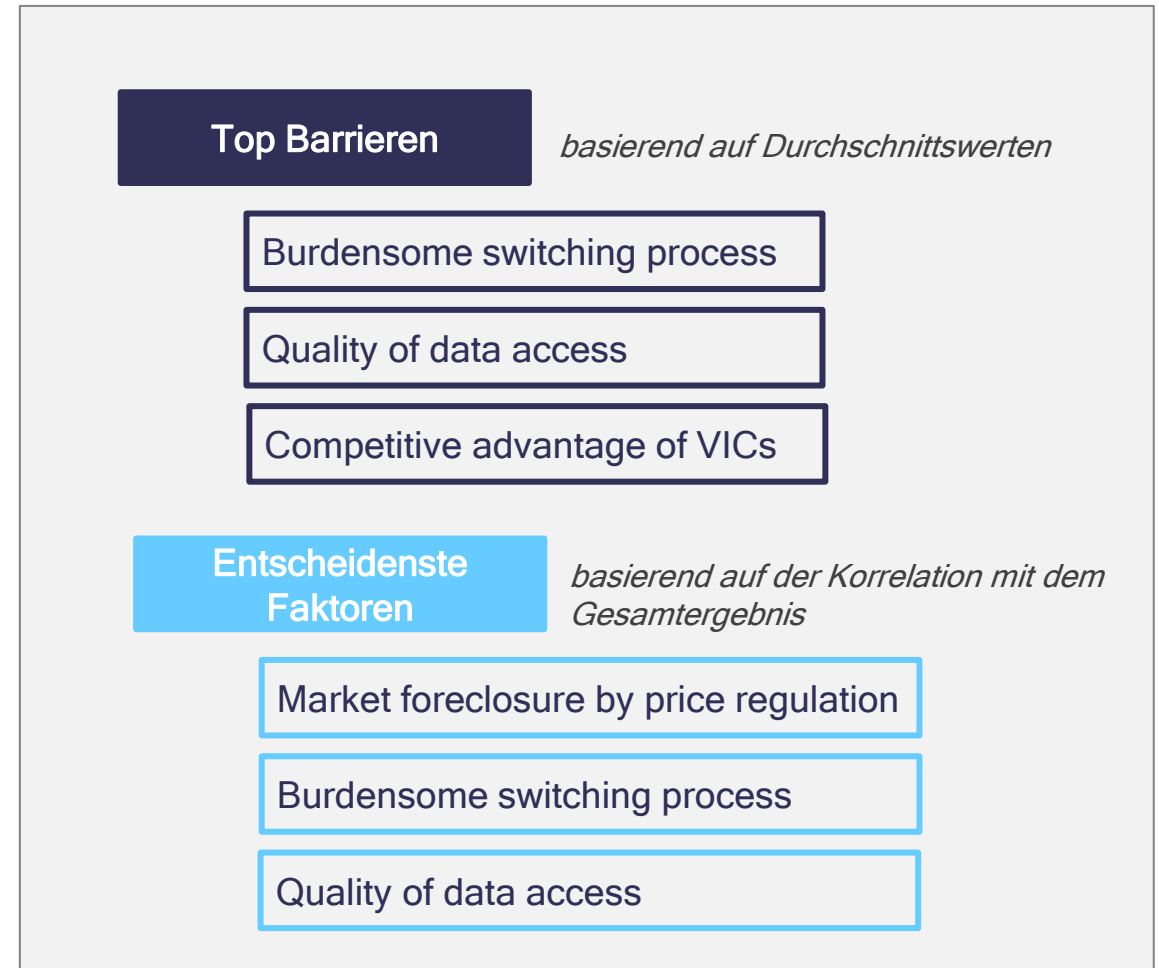 Top Barrieren
basierend auf Durchschnittswerten
Burdensome switching process
Quality of data access
Competitive advantage of VICs
Entscheidenste
Faktoren
basierend auf der Korrelation mit dem
Gesamtergebnis
Market foreclosure by price regulation
Burdensome switching process
Quality of data access